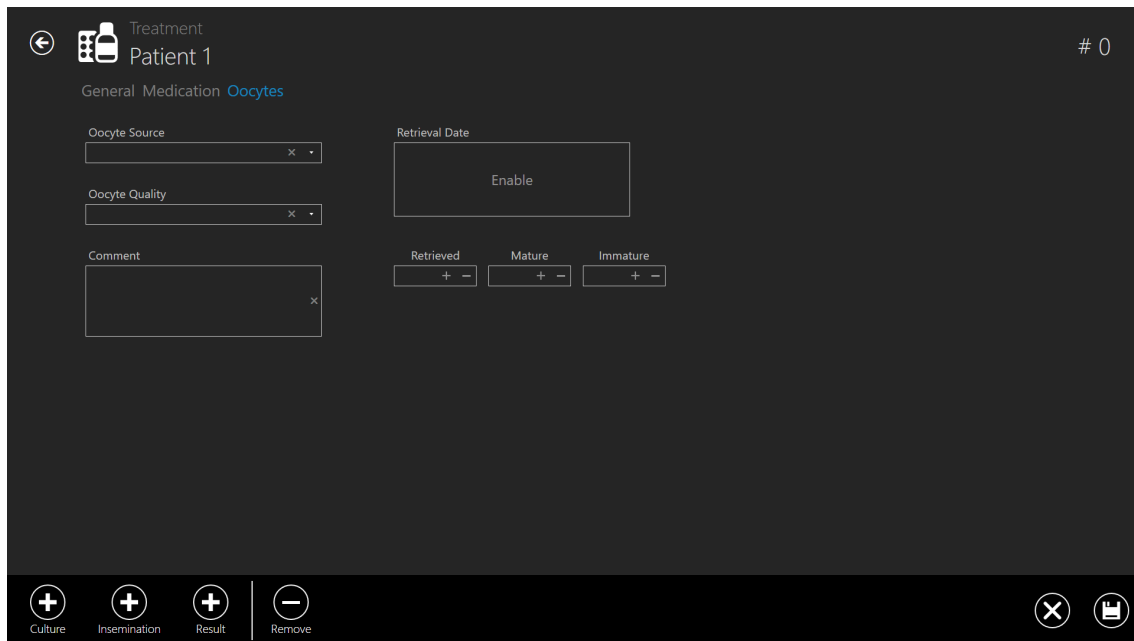 Treatment
Patient 1
# 0
General Medication Oocytes
Oocyte Source
Retrieval Date
Enable
Oocyte Quality
Comment
Retrieved Mature Immature
Culture Insemination Result Remove